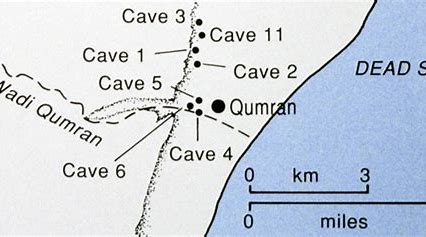 Cave 3
Cave 11
Cave 1
Cave 2
DEAD S
Cave 5
Qumran
Wadi Qumran
Cave 4
Cave 6
0 km 3
0 miles